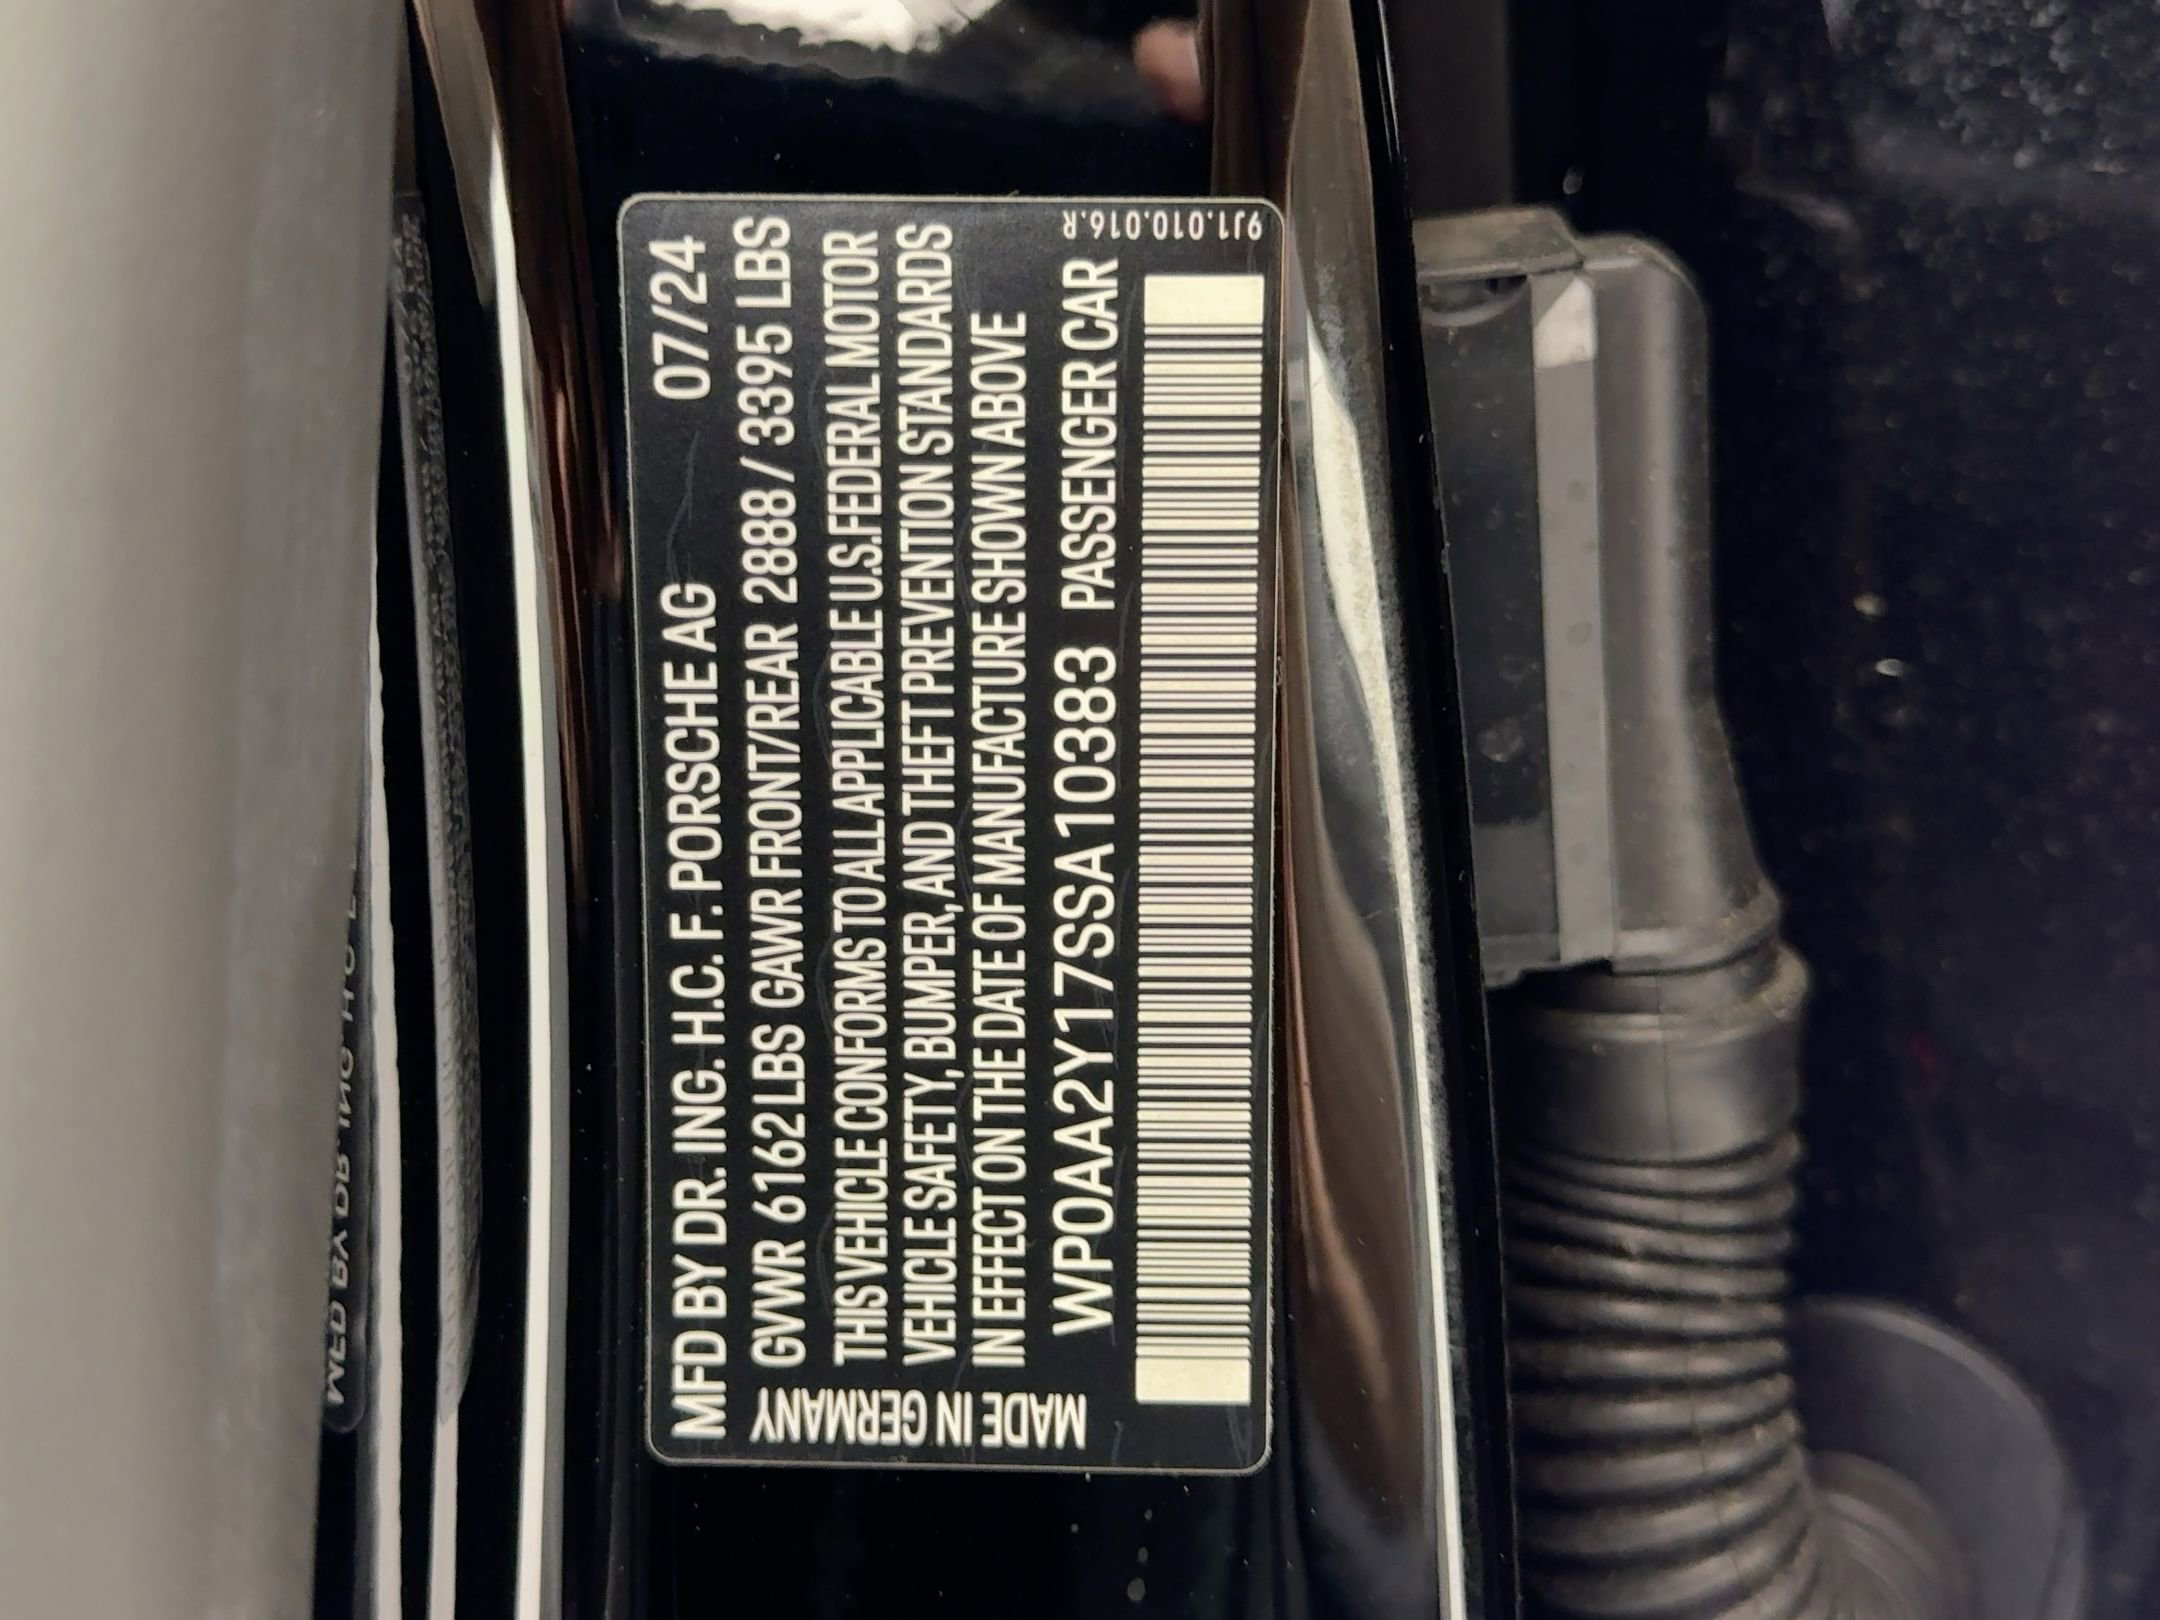 MFD BY DR. ING. H.C. F. PORSCHE AG 07/24
GVWR 6162 LBS GAWR FRONT/REAR 2888 / 3395 LBS
THIS VEHICLE CONFORMS TO ALL APPLICABLE U.S.FEDERAL MOTOR
VEHICLE SAFETY, BUMPER, AND THEFT PREVENTION STANDARDS
IN EFFECT ON THE DATE OF MANUFACTURE SHOWN ABOVE
WP0AA2Y17SSA10383 PASSENGER CAR
MADE IN GERMANY
9J1.010.016.R